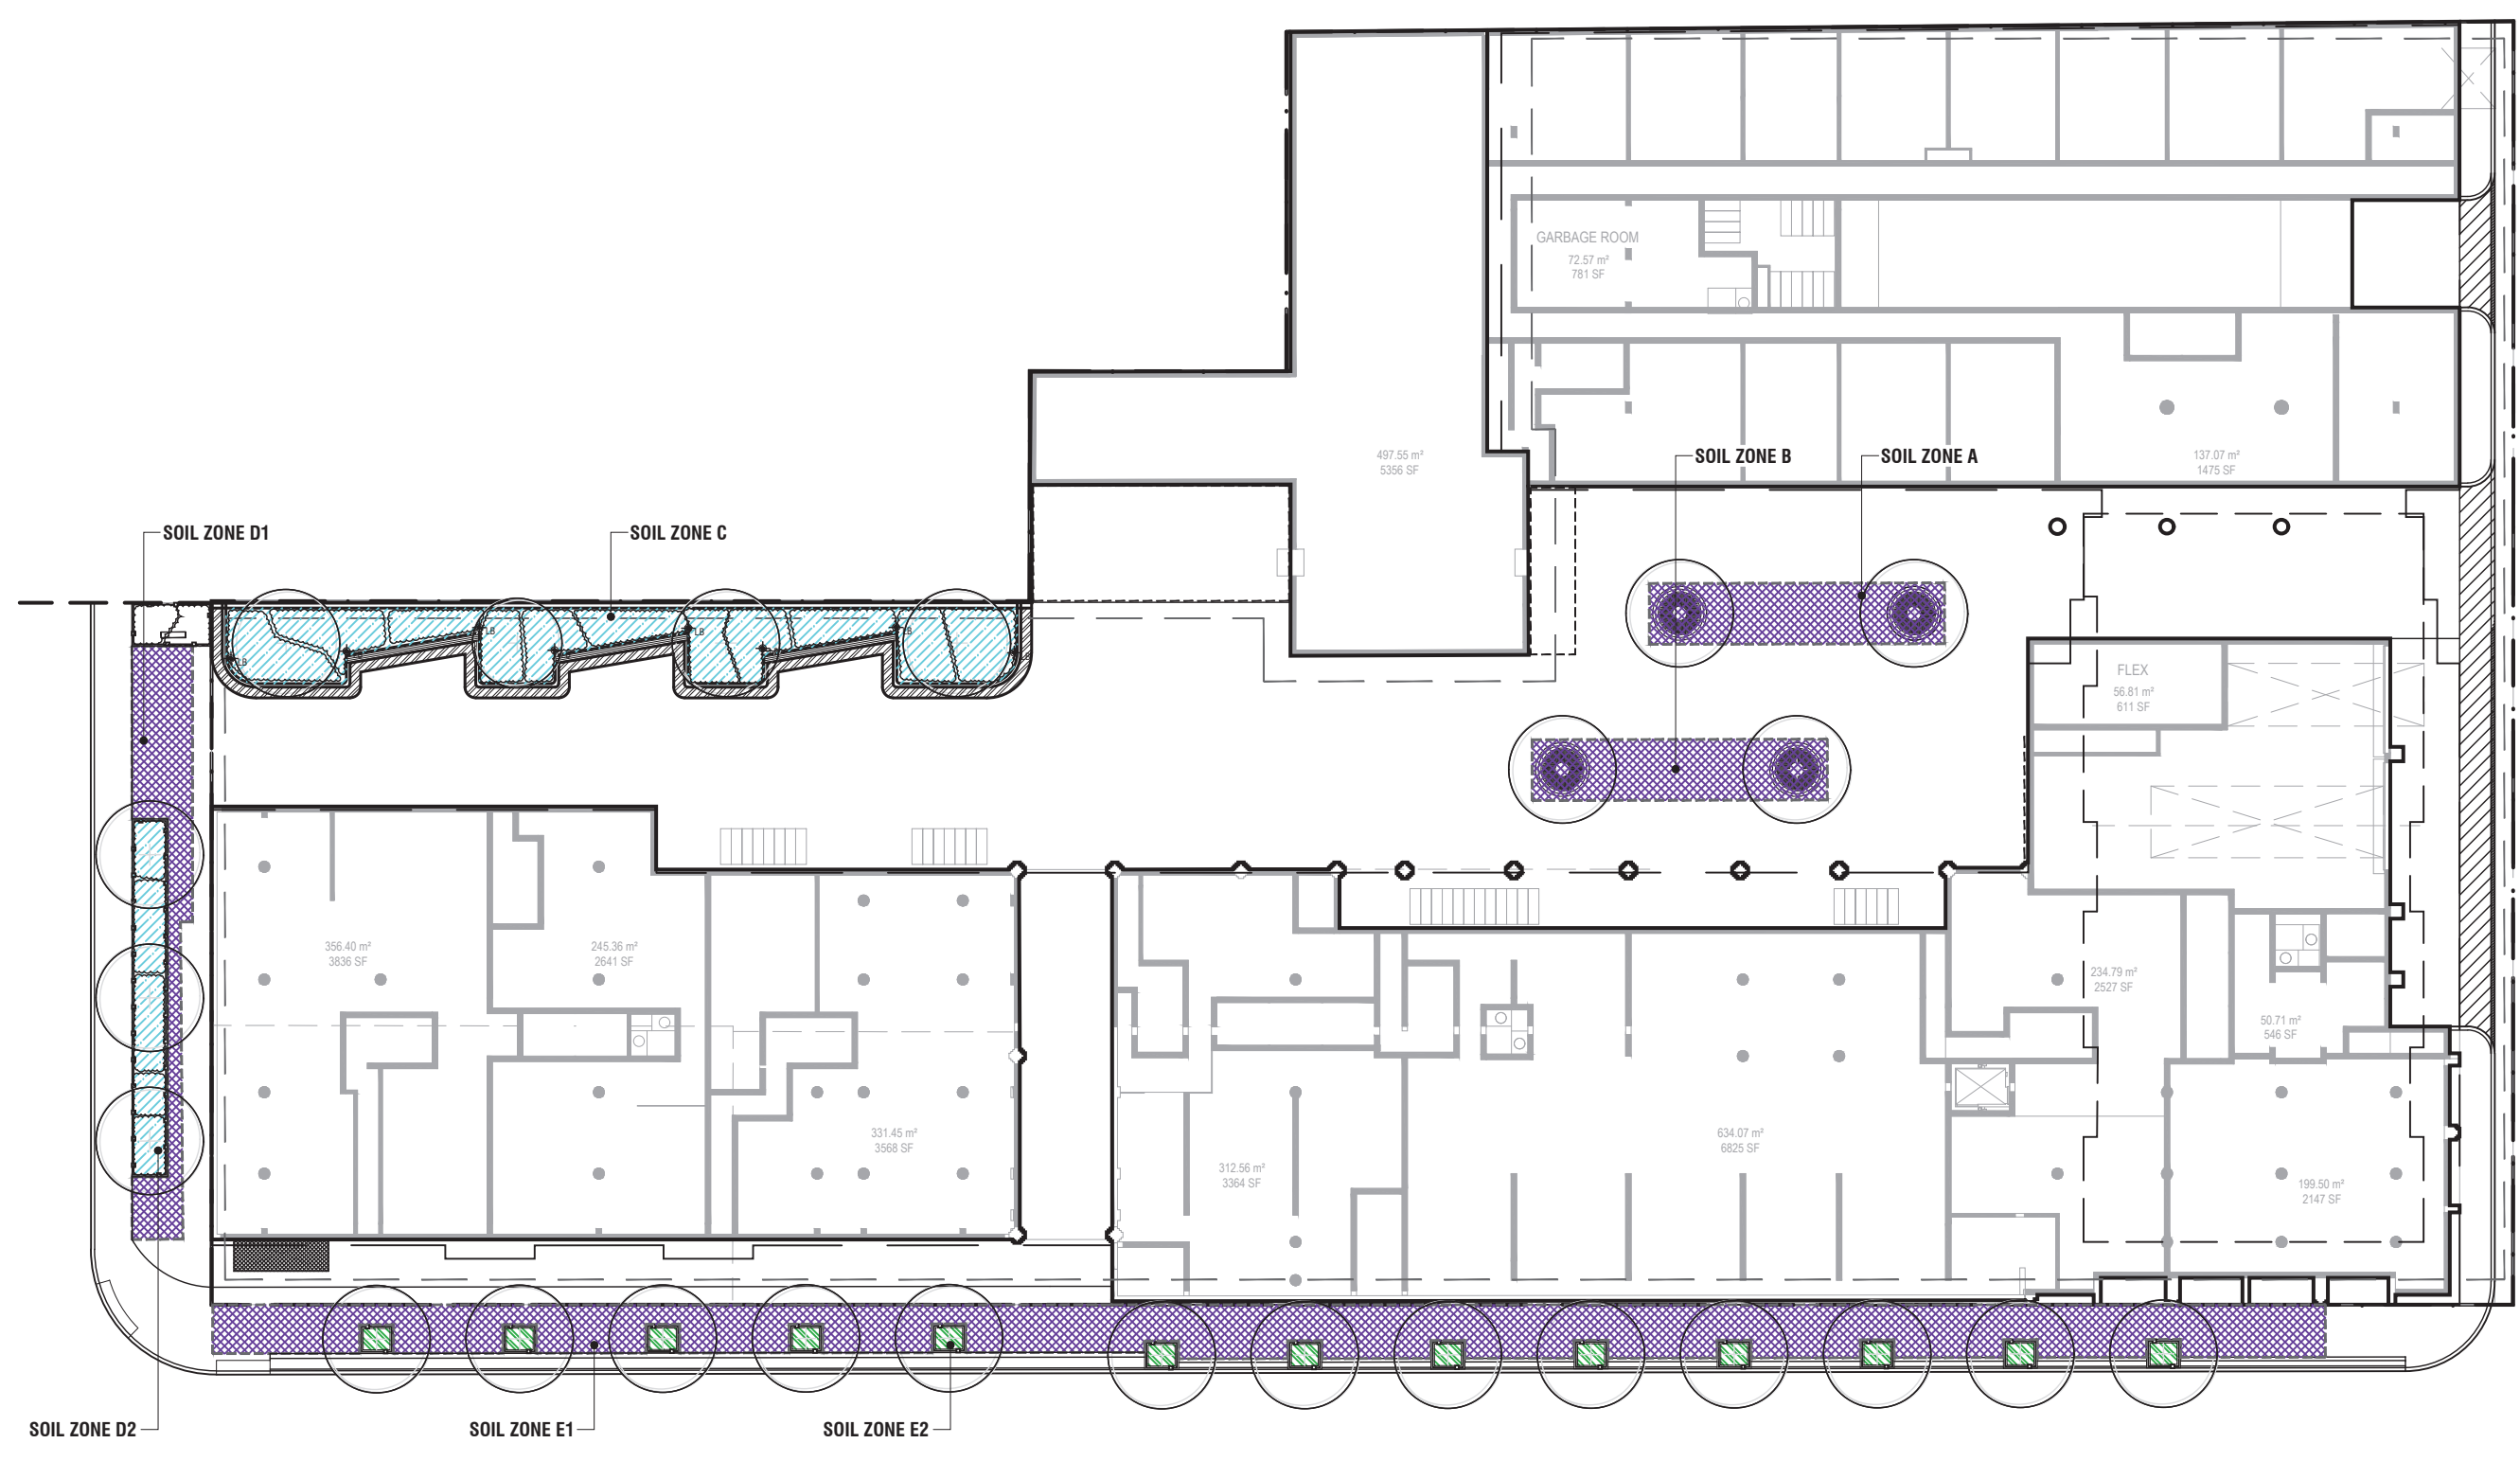 GARBAGE ROOM
72.57 m²
781 SF
497.55 m²
5356 SF
SOIL ZONE B
SOIL ZONE A
137.07 m²
1475 SF
SOIL ZONE D1
SOIL ZONE C
LB
LB
LB
LB
FLEX
56.81 m²
611 SF
356.40 m²
3836 SF
245.36 m²
2641 SF
234.79 m²
2527 SF
50.71 m²
546 SF
331.45 m²
3568 SF
312.56 m²
3364 SF
634.07 m²
6825 SF
199.50 m²
2147 SF
SOIL ZONE D2
SOIL ZONE E1
SOIL ZONE E2